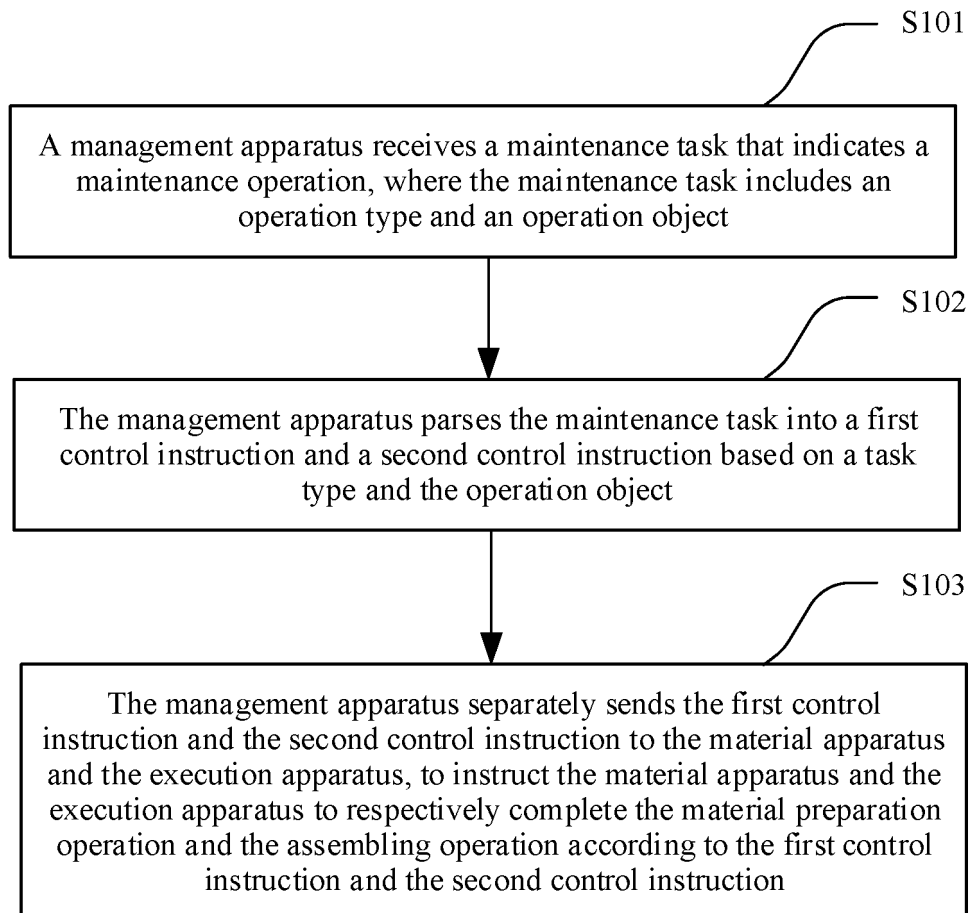 S101
A management apparatus receives a maintenance task that indicates a
maintenance operation, where the maintenance task includes an
operation type and an operation object
S102
The management apparatus parses the maintenance task into a first
control instruction and a second control instruction based on a task
type and the operation object
S103
The management apparatus separately sends the first control
instruction and the second control instruction to the material apparatus
and the execution apparatus, to instruct the material apparatus and the
execution apparatus to respectively complete the material preparation
operation and the assembling operation according to the first control
instruction and the second control instruction